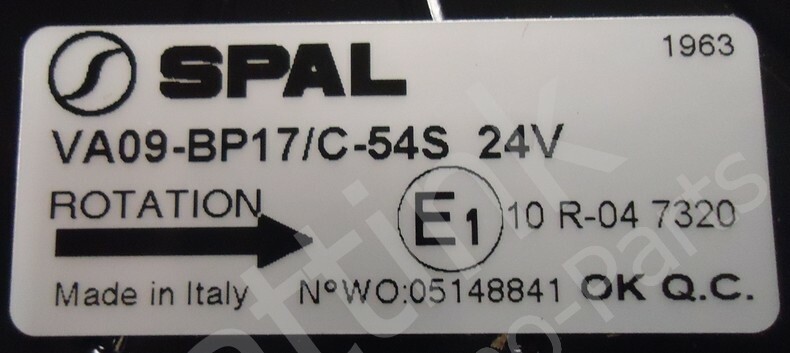 SPAL 1963
VA09-BP17/C-54S 24V
ROTATION E1 10 R-04 7320
Made in Italy N°WO:05148841 OK Q.C.